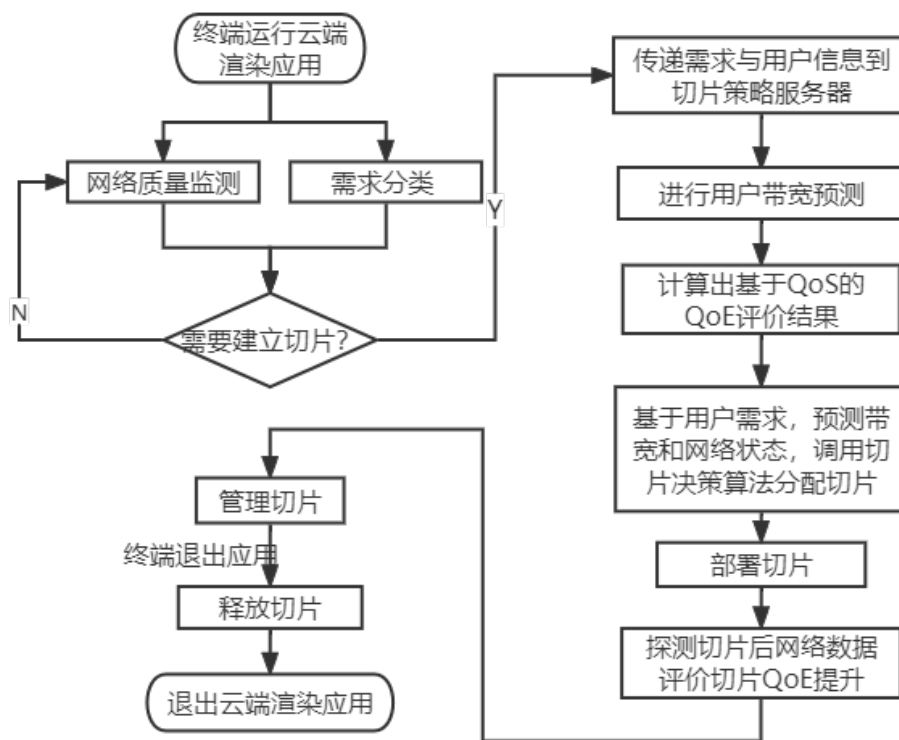 终端运行云端
渲染应用
网络质量监测
需求分类
需要建立切片?
N
Y
传递需求与用户信息到
切片策略服务器
进行用户带宽预测
计算出基于QoS的
QoE评价结果
基于用户需求，预测带
宽和网络状态，调用切
片决策算法分配切片
部署切片
探测切片后网络数据
评价切片QoE提升
管理切片
终端退出应用
释放切片
退出云端渲染应用